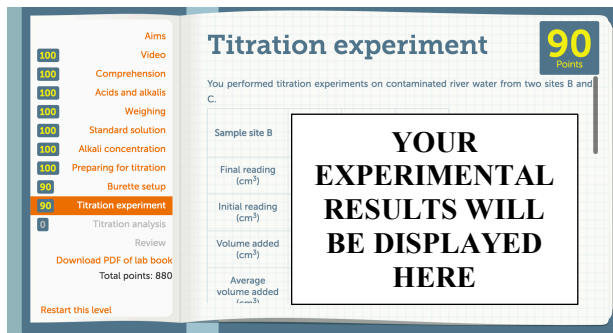 Aims
100 Video
100 Comprehension
100 Acids and alkalis
100 Weighing
100 Standard solution
100 Alkali concentration
100 Preparing for titration
90 Burette setup
90 Titration experiment
0 Titration analysis
Review
Download PDF of lab book
Total points: 880
Restart this level
Titration experiment
90
Points
You performed titration experiments on contaminated river water from two sites B and
C.
Sample site B
Final reading
(cm³)
Initial reading
(cm³)
Volume added
(cm³)
Average
volume added
(cm³)
YOUR
EXPERIMENTAL
RESULTS WILL
BE DISPLAYED
HERE